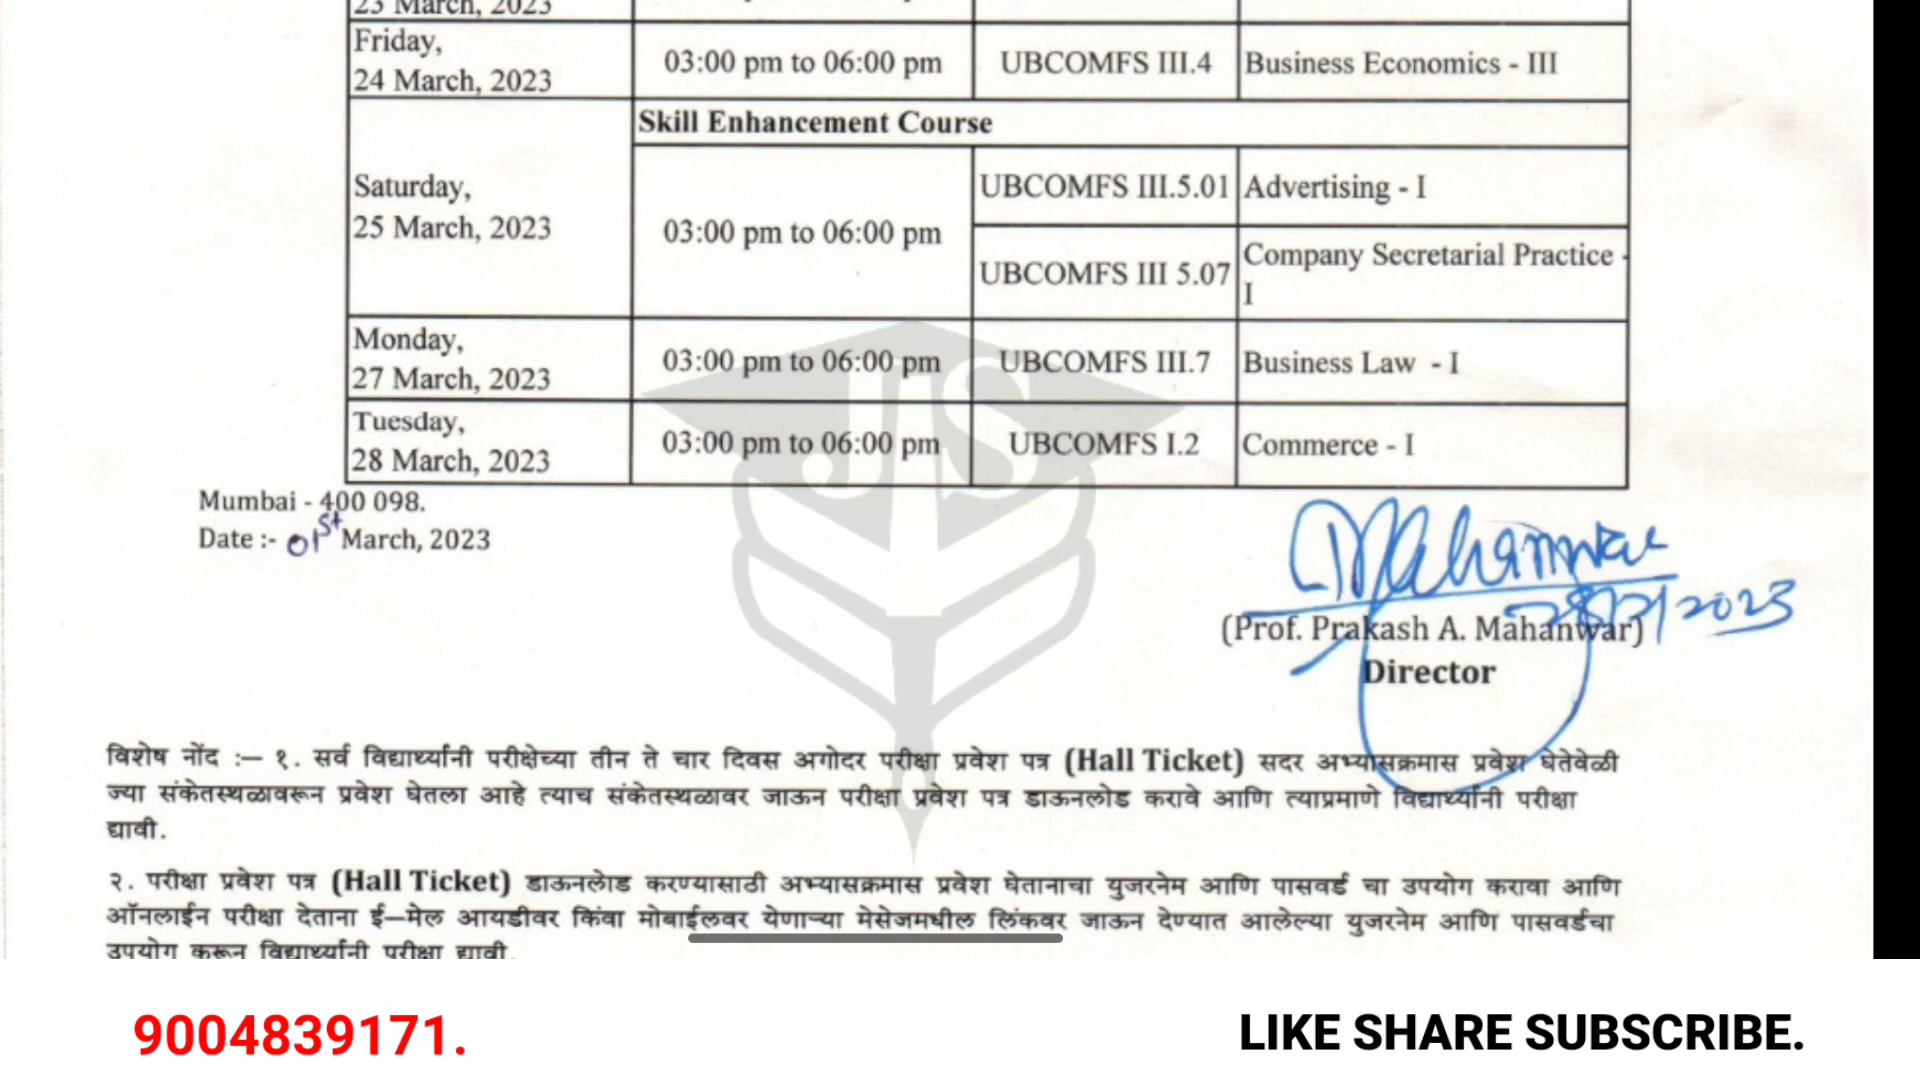 23 March, 2023
Friday,
24 March, 2023
03:00 pm to 06:00 pm
UBCOMFS III.4
Business Economics - III
Skill Enhancement Course
Saturday,
25 March, 2023
03:00 pm to 06:00 pm
UBCOMFS III.5.01
Advertising - I
UBCOMFS III 5.07
Company Secretarial Practice -
I
Monday,
27 March, 2023
03:00 pm to 06:00 pm
UBCOMFS III.7
Business Law - I
Tuesday,
28 March, 2023
03:00 pm to 06:00 pm
UBCOMFS I.2
Commerce - I
JS
Mumbai - 400 098.
Date :- 01st March, 2023
Mahanwar
(Prof. Prakash A. Mahanwar)
Director
विशेष नोंद :– १. सर्व विद्यार्थ्यांनी परीक्षेच्या तीन ते चार दिवस अगोदर परीक्षा प्रवेश पत्र (Hall Ticket) सदर अभ्यासक्रमास प्रवेश घेतेवेळी
ज्या संकेतस्थळावरून प्रवेश घेतला आहे त्याच संकेतस्थळावर जाऊन परीक्षा प्रवेश पत्र डाऊनलोड करावे आणि त्याप्रमाणे विद्यार्थ्यांनी परीक्षा
द्यावी.
२. परीक्षा प्रवेश पत्र (Hall Ticket) डाऊनलोड करण्यासाठी अभ्यासक्रमास प्रवेश घेतानाचा युजरनेम आणि पासवर्ड चा उपयोग करावा आणि
ऑनलाईन परीक्षा देताना ई–मेल आयडीवर किंवा मोबाईलवर येणाऱ्या मेसेजमधील लिंकवर जाऊन देण्यात आलेल्या युजरनेम आणि पासवर्डचा
उपयोग करून विद्यार्थ्यांनी परीक्षा द्यावी.
9004839171.
LIKE SHARE SUBSCRIBE.